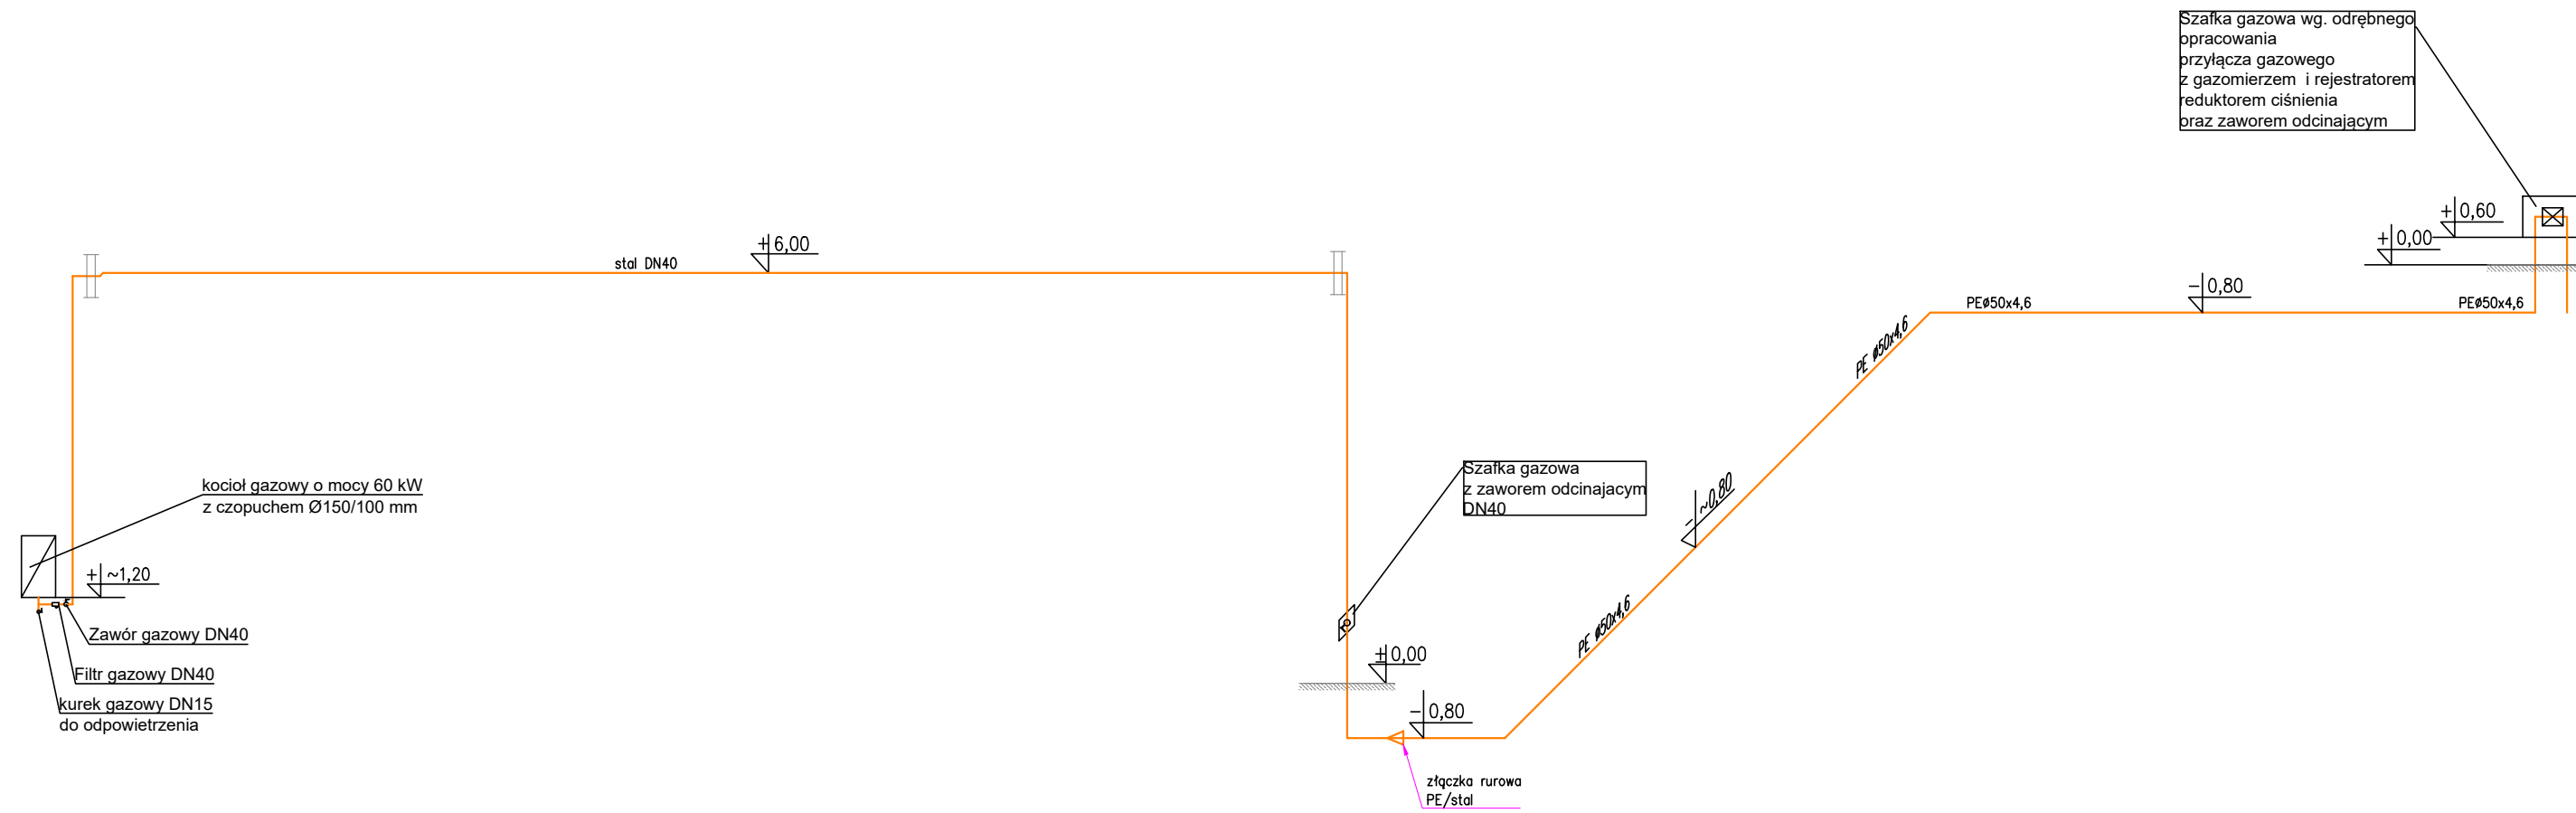 Szafka gazowa wg. odrębnego
opracowania
przyłącza gazowego
z gazomierzem i rejestratorem
reduktorem ciśnienia
oraz zaworem odcinającym
+ 0,60
+ 0,00
+ 6,00
stal DN40
- 0,80
PEø50x4,6
PEø50x4,6
PE ø50x4,6
Szafka gazowa
z zaworem odcinajacym
DN40
- ~0,80
kocioł gazowy o mocy 60 kW
z czopuchem Ø150/100 mm
+ ~1,20
PE ø50x4,6
Zawór gazowy DN40
± 0,00
Filtr gazowy DN40
kurek gazowy DN15
do odpowietrzenia
- 0,80
złączka rurowa
PE/stal